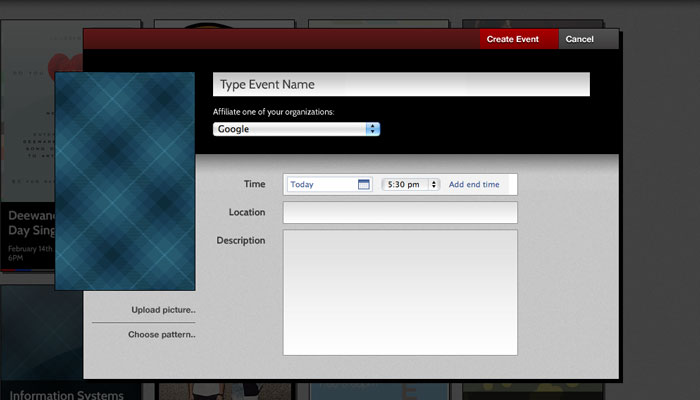 Create Event
Cancel
Type Event Name
Affiliate one of your organizations:
Google
Time
Today
5:30 pm
Add end time
Location
Description
Upload picture..
Choose pattern..
Deewan
Day Sing
February 14th
6PM
Information Systems